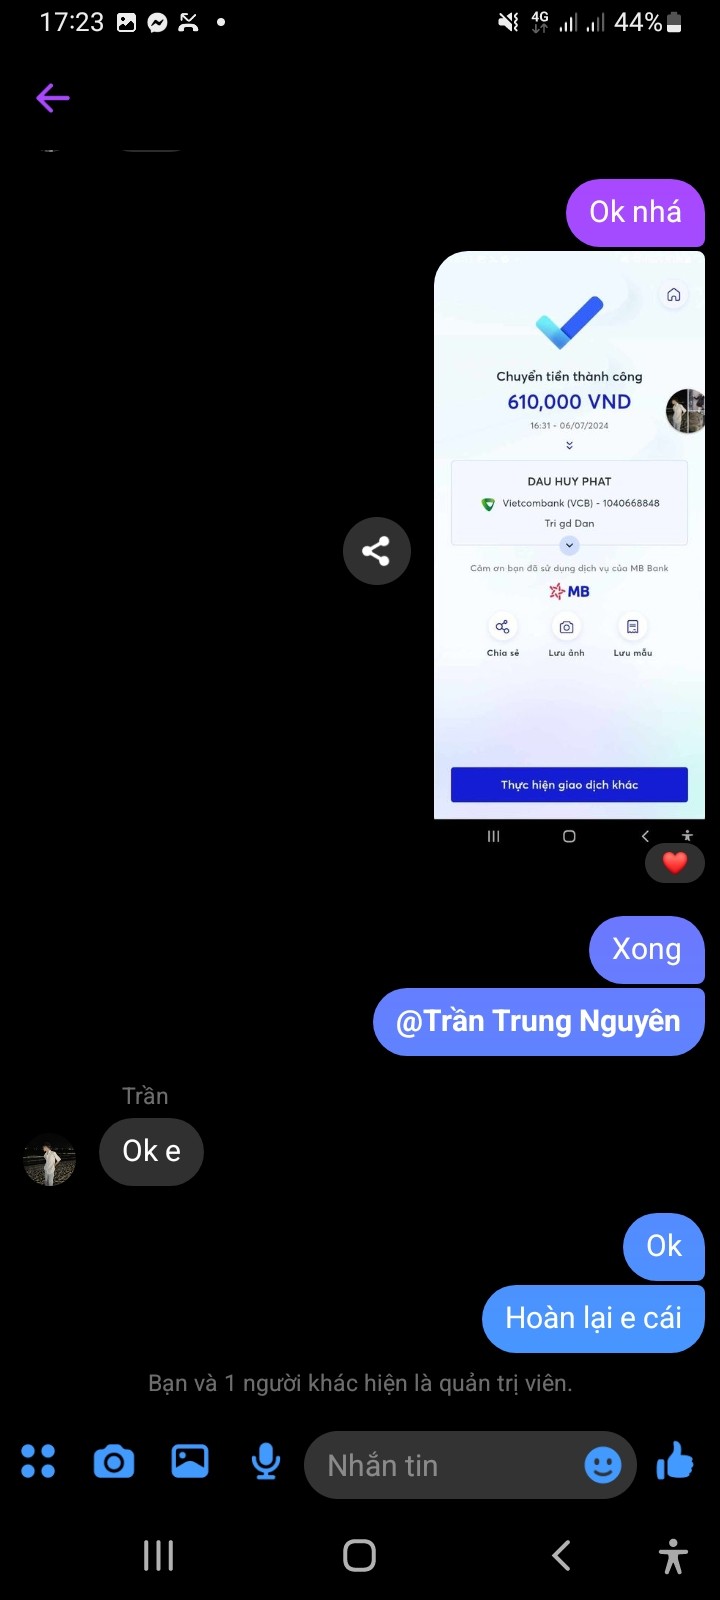 17:23
4G
44%
Ok nhá
Chuyển tiền thành công
610,000 VND
16:31 - 06/07/2024
DAU HUY PHAT
Vietcombank (VCB) - 1040668848
Tri gd Dan
Cảm ơn bạn đã sử dụng dịch vụ của MB Bank
MB
Chia sẻ
Lưu ảnh
Lưu mẫu
Thực hiện giao dịch khác
Xong
@Trần Trung Nguyên
Trần
Ok e
Ok
Hoàn lại e cái
Bạn và 1 người khác hiện là quản trị viên.
Nhắn tin